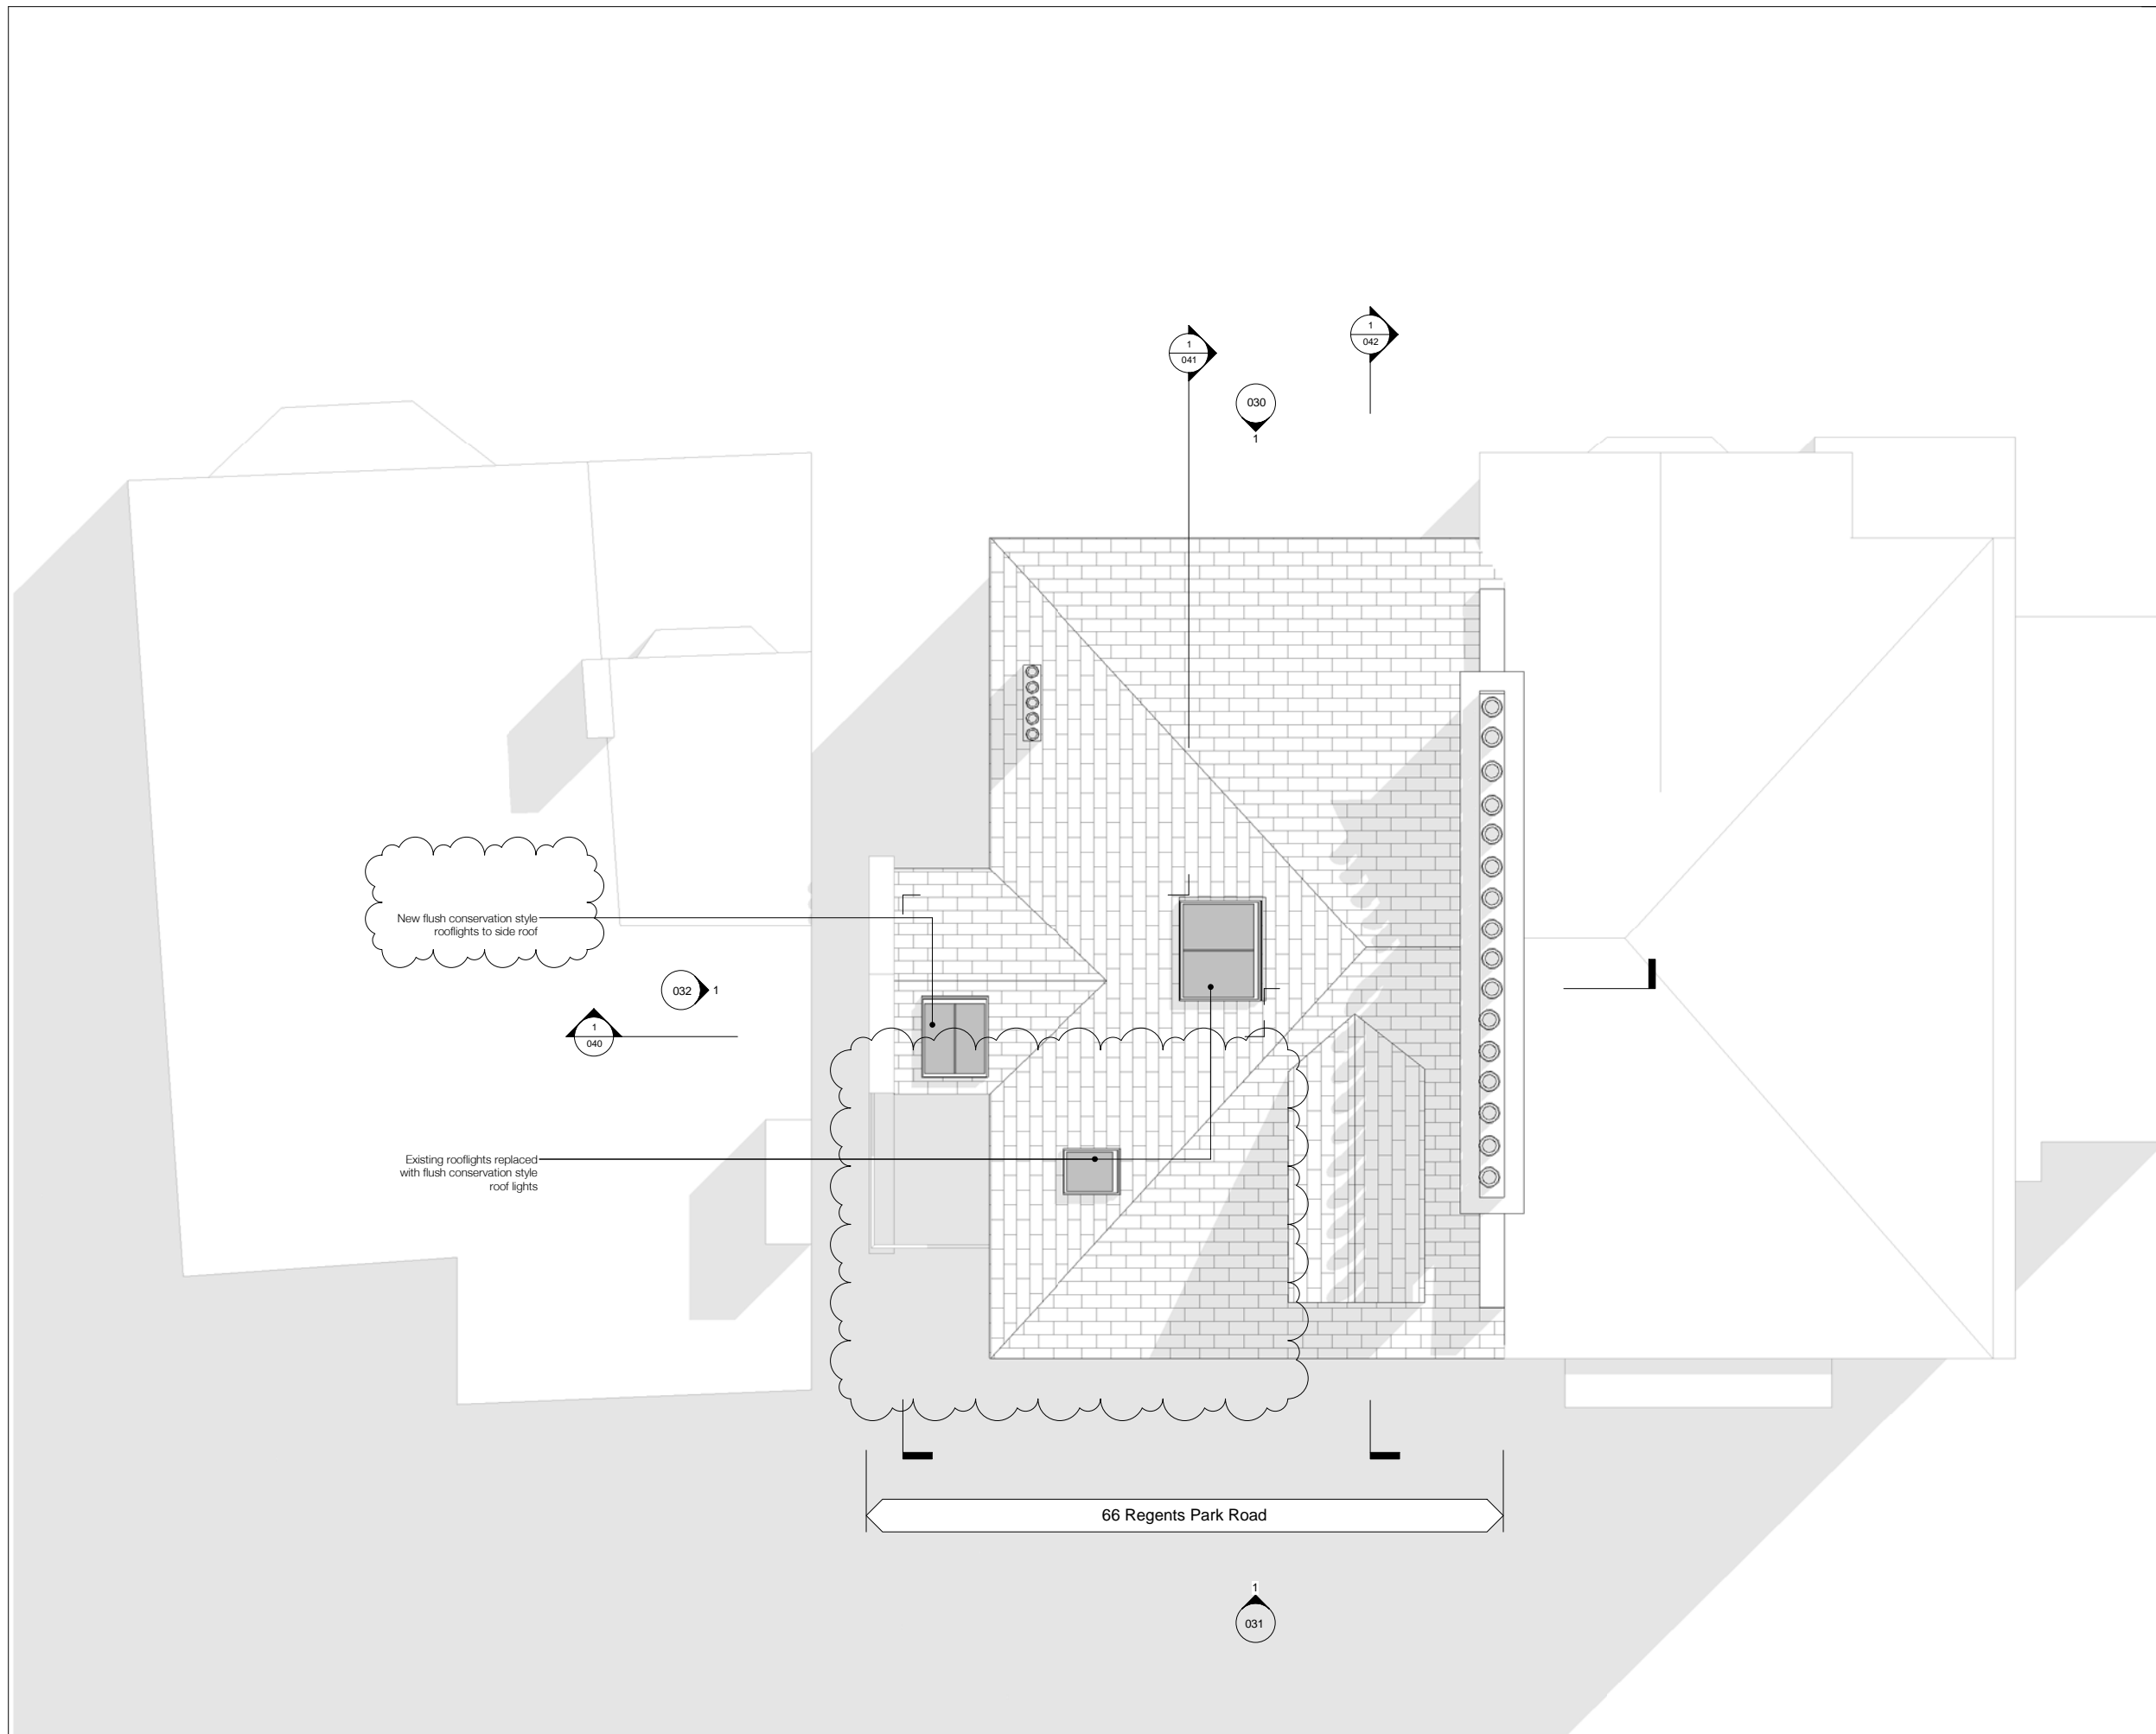 1
042
1
041
030
1
New flush conservation style
rooflights to side roof
032
1
1
040
Existing rooflights replaced
with flush conservation style
roof lights
66 Regents Park Road
1
031